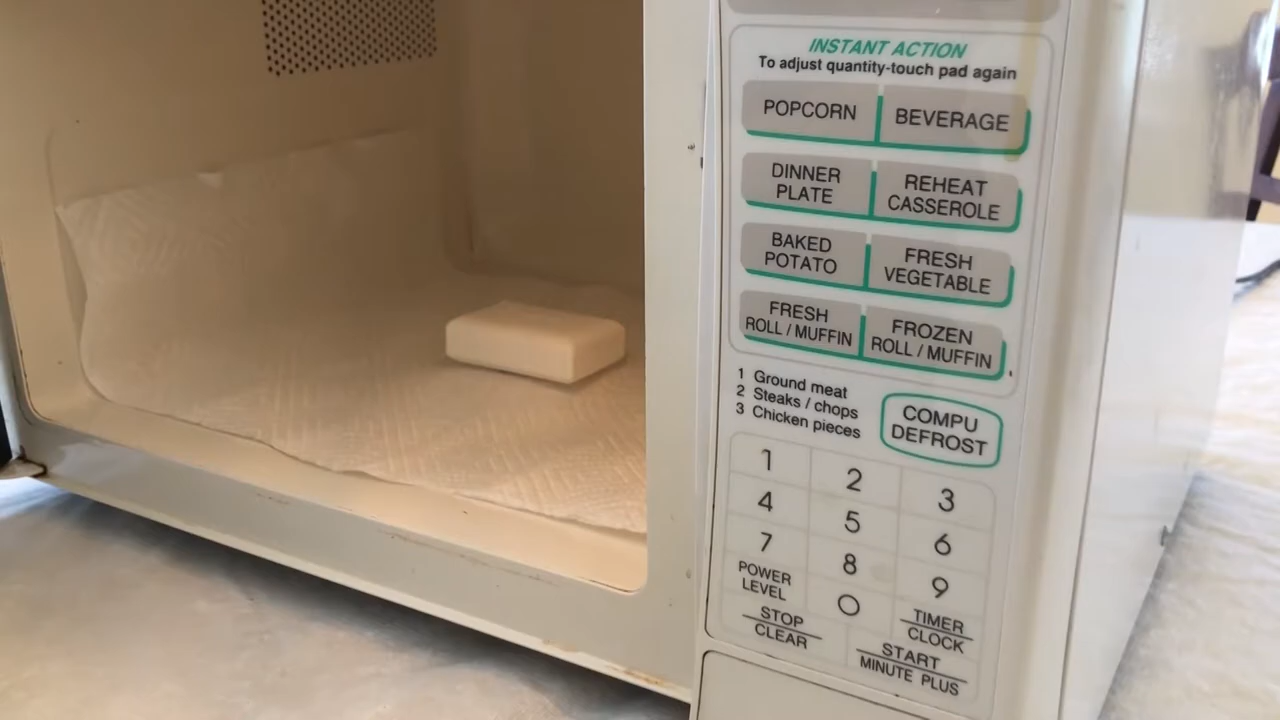 INSTANT ACTION
To adjust quantity-touch pad again
POPCORN
BEVERAGE
DINNER
PLATE
REHEAT
CASSEROLE
BAKED
POTATO
FRESH
VEGETABLE
FRESH
ROLL / MUFFIN
FROZEN
ROLL / MUFFIN
1 Ground meat
2 Steaks / chops
3 Chicken pieces
COMPU
DEFROST
1 2 3
4 5 6
7 8 9
POWER
LEVEL
0
TIMER
CLOCK
STOP
CLEAR
START
MINUTE PLUS